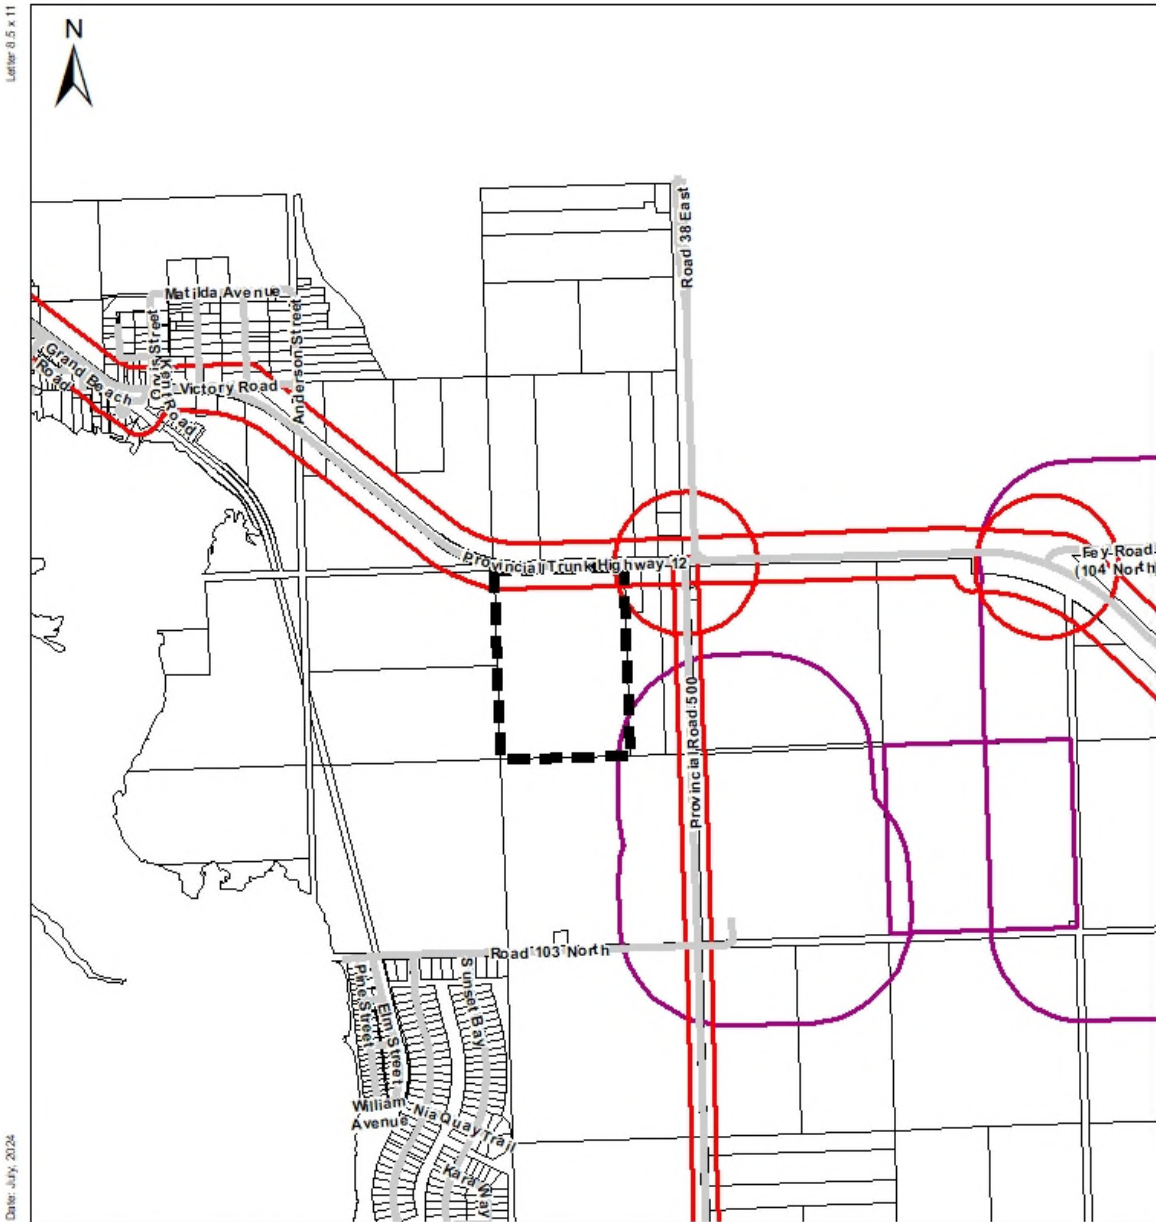 Letter 8.5 x 11
N
Road 38 East
Matilda Avenue
Anderson Street
Kent Road
Victory Road
Grand Beach
Road
Provincial Trunk Highway 12
Fey Road
(104 North)
Provincial Road 500
Road 103 North
Sunset Bay
Pine Street
Elm Street
William
Avenue
Nia Quay Trail
Kara Way
Date: July, 2024